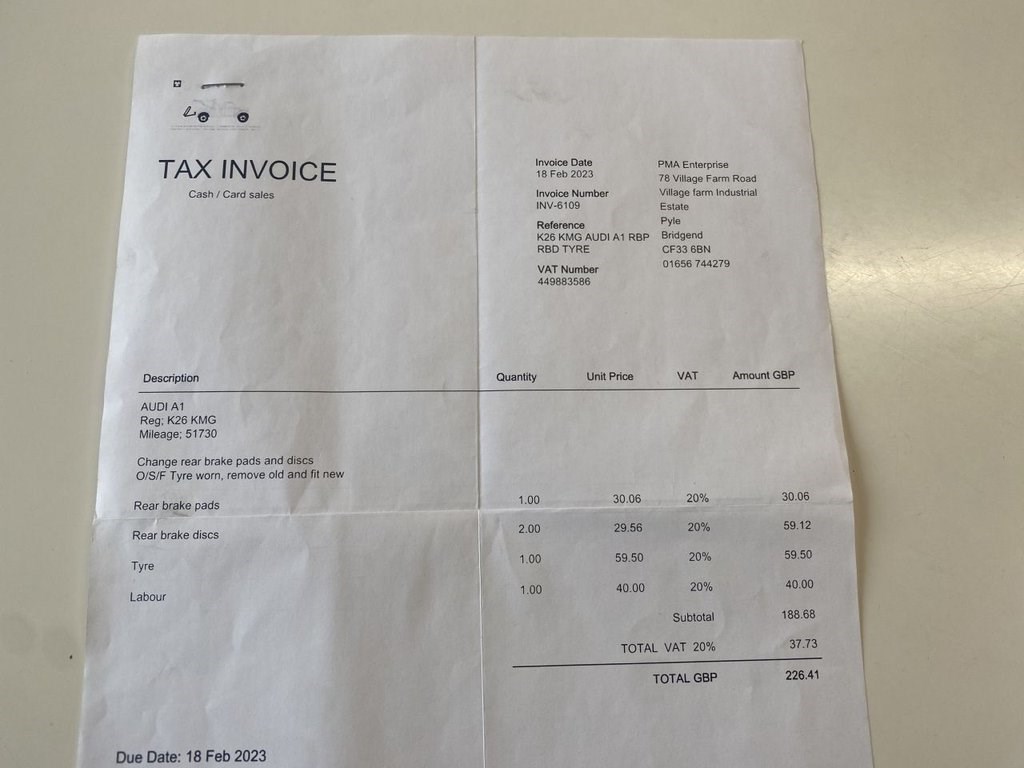 TAX INVOICE
Cash / Card sales
Invoice Date
18 Feb 2023
Invoice Number
INV-6109
Reference
K26 KMG AUDI A1 RBP
RBD TYRE
VAT Number
449883586
PMA Enterprise
78 Village Farm Road
Village farm Industrial
Estate
Pyle
Bridgend
CF33 6BN
01656 744279
Description Quantity Unit Price VAT Amount GBP
AUDI A1
Reg; K26 KMG
Mileage; 51730
Change rear brake pads and discs
O/S/F Tyre worn, remove old and fit new
Rear brake pads 1.00 30.06 20% 30.06
Rear brake discs 2.00 29.56 20% 59.12
Tyre 1.00 59.50 20% 59.50
Labour 1.00 40.00 20% 40.00
Subtotal 188.68
TOTAL VAT 20% 37.73
TOTAL GBP 226.41
Due Date: 18 Feb 2023